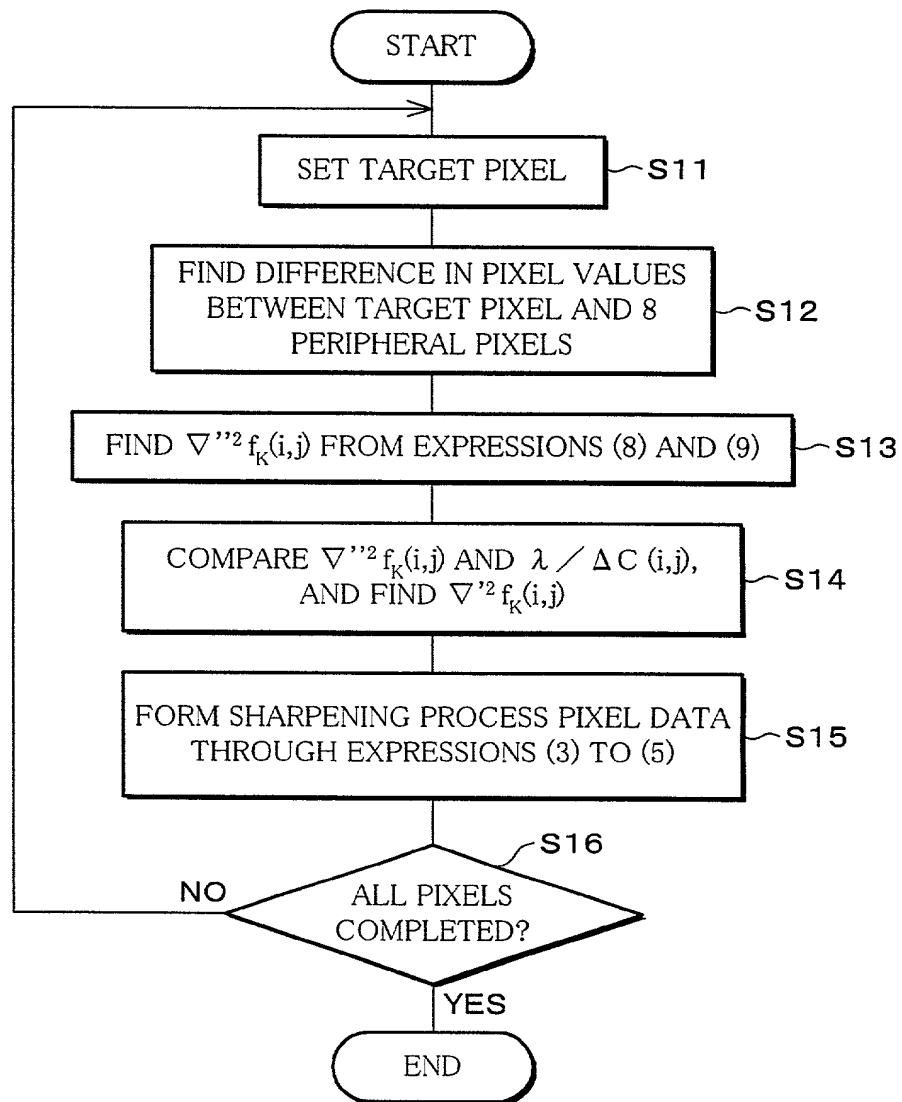 START
SET TARGET PIXEL
S11
FIND DIFFERENCE IN PIXEL VALUES
BETWEEN TARGET PIXEL AND 8
PERIPHERAL PIXELS
S12
FIND ∇''² f_K(i,j) FROM EXPRESSIONS (8) AND (9)
S13
COMPARE ∇''² f_K(i,j) AND λ / ΔC (i,j),
AND FIND ∇'² f_K(i,j)
S14
FORM SHARPENING PROCESS PIXEL DATA
THROUGH EXPRESSIONS (3) TO (5)
S15
S16
NO
ALL PIXELS
COMPLETED?
YES
END